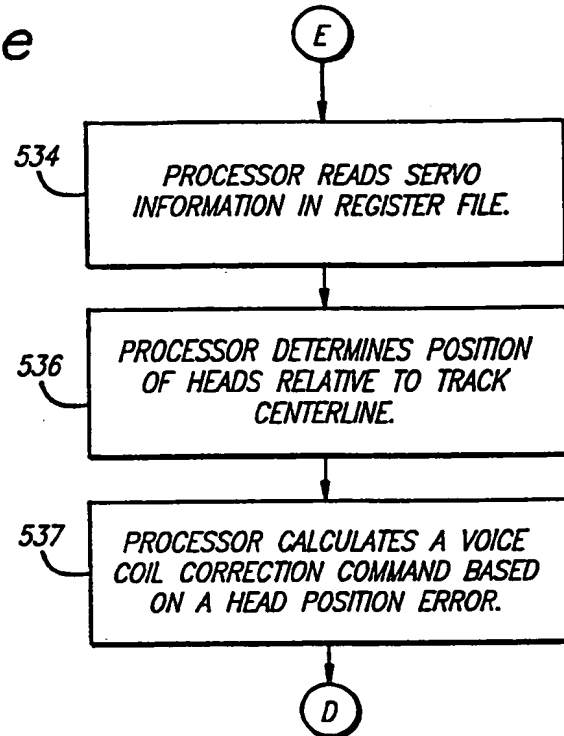 e
E
534
PROCESSOR READS SERVO
INFORMATION IN REGISTER FILE.
536
PROCESSOR DETERMINES POSITION
OF HEADS RELATIVE TO TRACK
CENTERLINE.
537
PROCESSOR CALCULATES A VOICE
COIL CORRECTION COMMAND BASED
ON A HEAD POSITION ERROR.
D